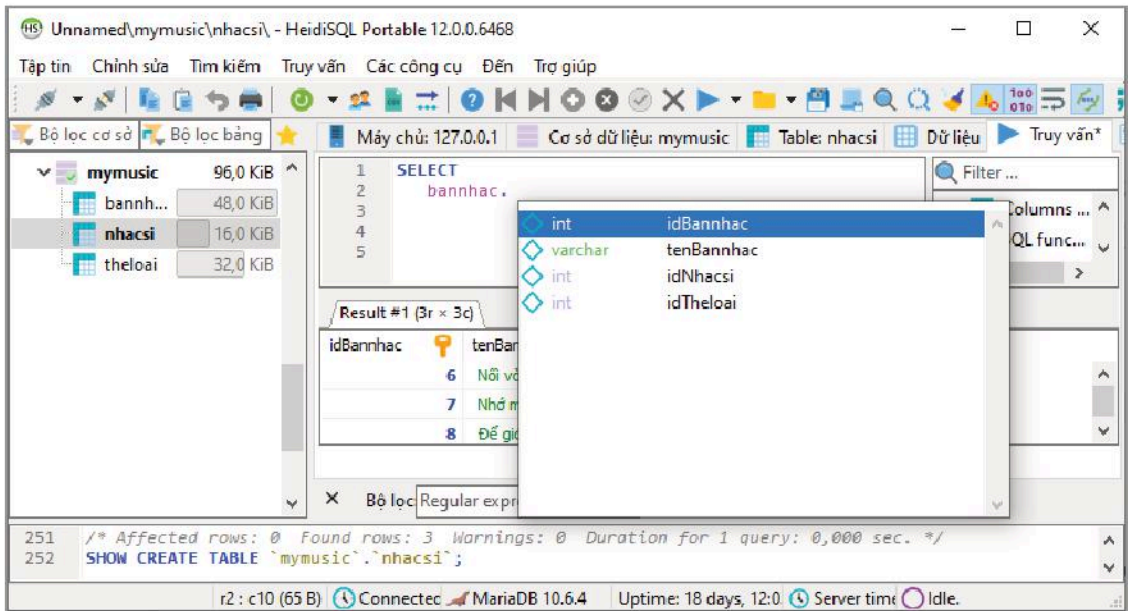 Unnamed\mymusic\nhacsi\ - HeidiSQL Portable 12.0.0.6468
Tập tin Chỉnh sửa Tìm kiếm Truy vấn Các công cụ Đến Trợ giúp
Bộ lọc cơ sở Bộ lọc bảng Máy chủ: 127.0.0.1 Cơ sở dữ liệu: mymusic Table: nhacsi Dữ liệu Truy vấn*
mymusic 96,0 KiB
bannh... 48,0 KiB
nhacsi 16,0 KiB
theloai 32,0 KiB
1 SELECT
2 bannhac.
3
4
5
Filter ...
Columns ...
QL func...
int idBannhac
varchar tenBannhac
int idNhacsi
int idTheloai
Result #1 (3r × 3c)
idBannhac tenBan
6 Nối
7 Nhớ
8 Để
Bộ lọc: Regular expr
251 /* Affected rows: 0 Found rows: 3 Warnings: 0 Duration for 1 query: 0,000 sec. */
252 SHOW CREATE TABLE `mymusic`.`nhacsi`;
r2 : c10 (65 B) Connected MariaDB 10.6.4 Uptime: 18 days, 12:0 Server time Idle.